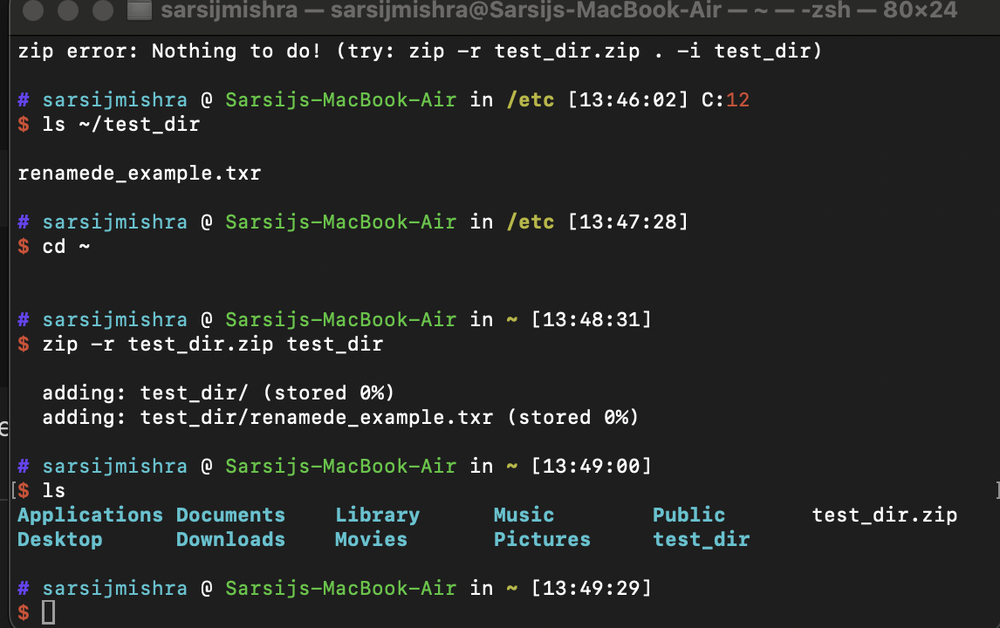 sarsijmishra — sarsijmishra@Sarsijs-MacBook-Air — ~ — -zsh — 80×24
zip error: Nothing to do! (try: zip -r test_dir.zip . -i test_dir)
# sarsijmishra @ Sarsijs-MacBook-Air in /etc [13:46:02] C:12
$ ls ~/test_dir
renamede_example.txr
# sarsijmishra @ Sarsijs-MacBook-Air in /etc [13:47:28]
$ cd ~
# sarsijmishra @ Sarsijs-MacBook-Air in ~ [13:48:31]
$ zip -r test_dir.zip test_dir
adding: test_dir/ (stored 0%)
adding: test_dir/renamede_example.txr (stored 0%)
# sarsijmishra @ Sarsijs-MacBook-Air in ~ [13:49:00]
[$ ls ]
Applications Documents Library Music Public test_dir.zip
Desktop Downloads Movies Pictures test_dir
# sarsijmishra @ Sarsijs-MacBook-Air in ~ [13:49:29]
$